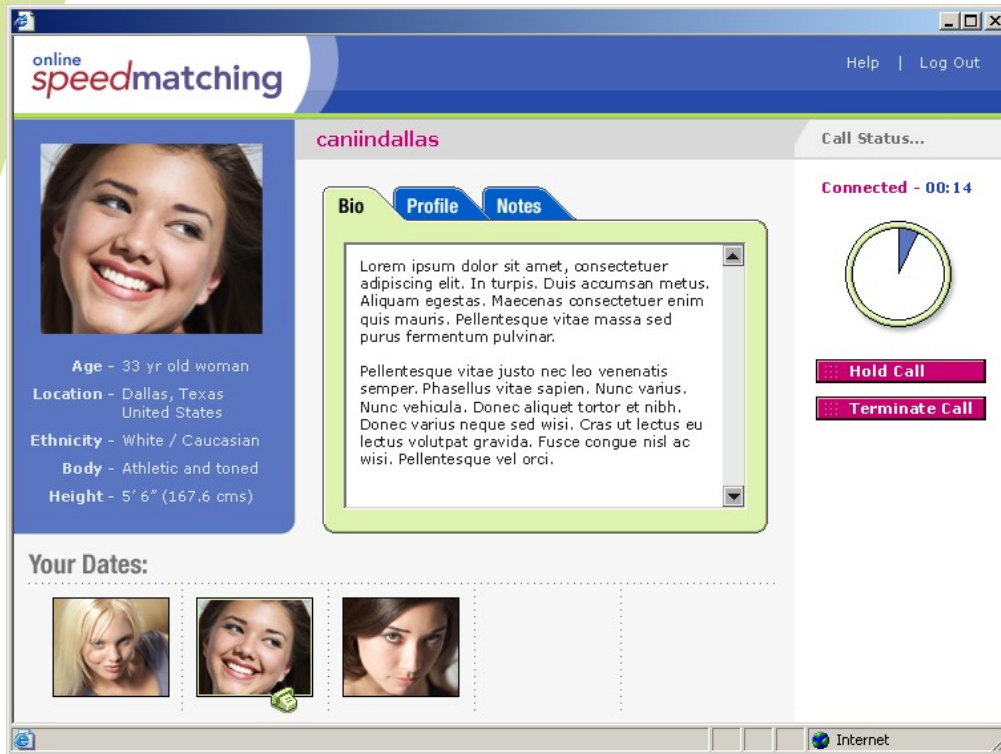 online
speedmatching
Help | Log Out
caniindallas
Call Status...
Connected - 00:14
Bio
Profile
Notes
Lorem ipsum dolor sit amet, consectetuer
adipiscing elit. In turpis. Duis accumsan metus.
Aliquam egestas. Maecenas consectetuer enim
quis mauris. Pellentesque vitae massa sed
purus fermentum pulvinar.
Pellentesque vitae justo nec leo venenatis
semper. Phasellus vitae sapien. Nunc varius.
Nunc vehicula. Donec aliquet tortor et nibh.
Donec varius neque sed wisi. Cras ut lectus eu
lectus volutpat gravida. Fusce congue nisl ac
wisi. Pellentesque vel orci.
Hold Call
Terminate Call
Age - 33 yr old woman
Location - Dallas, Texas
United States
Ethnicity - White / Caucasian
Body - Athletic and toned
Height - 5' 6" (167.6 cms)
Your Dates:
Internet